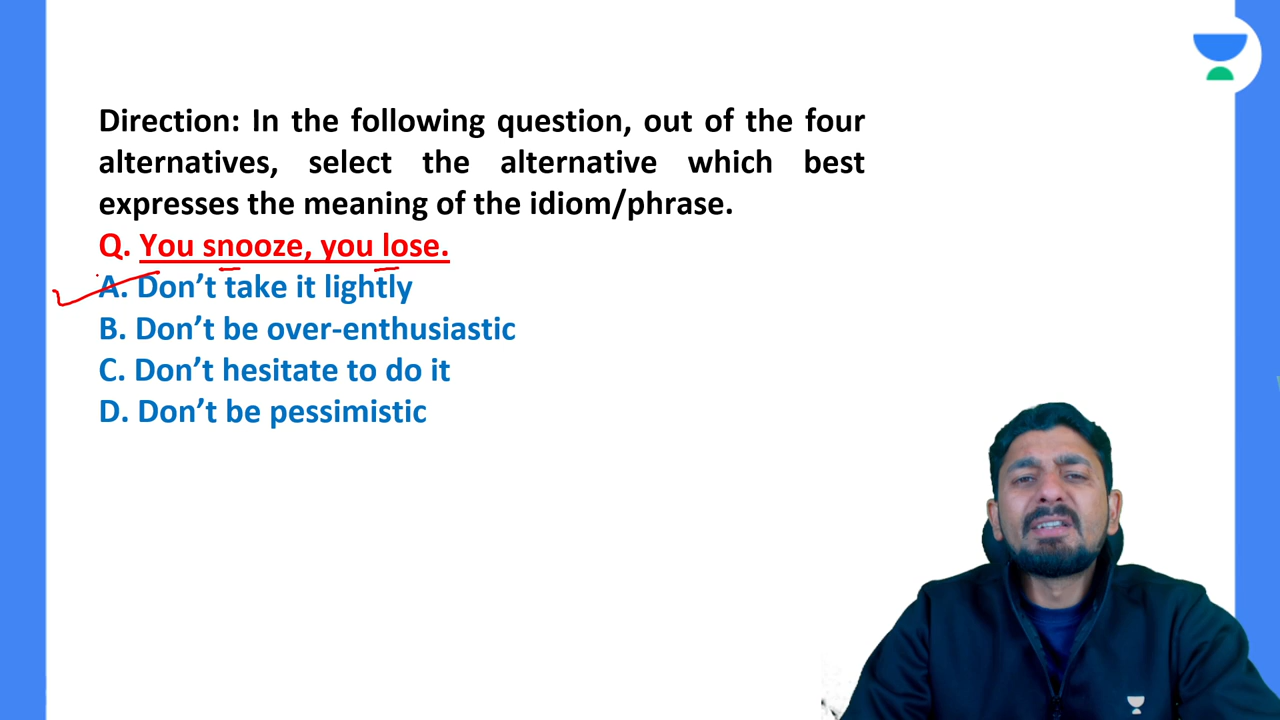 Direction: In the following question, out of the four
alternatives, select the alternative which best
expresses the meaning of the idiom/phrase.
Q. You snooze, you lose.
A. Don’t take it lightly
B. Don’t be over-enthusiastic
C. Don’t hesitate to do it
D. Don’t be pessimistic